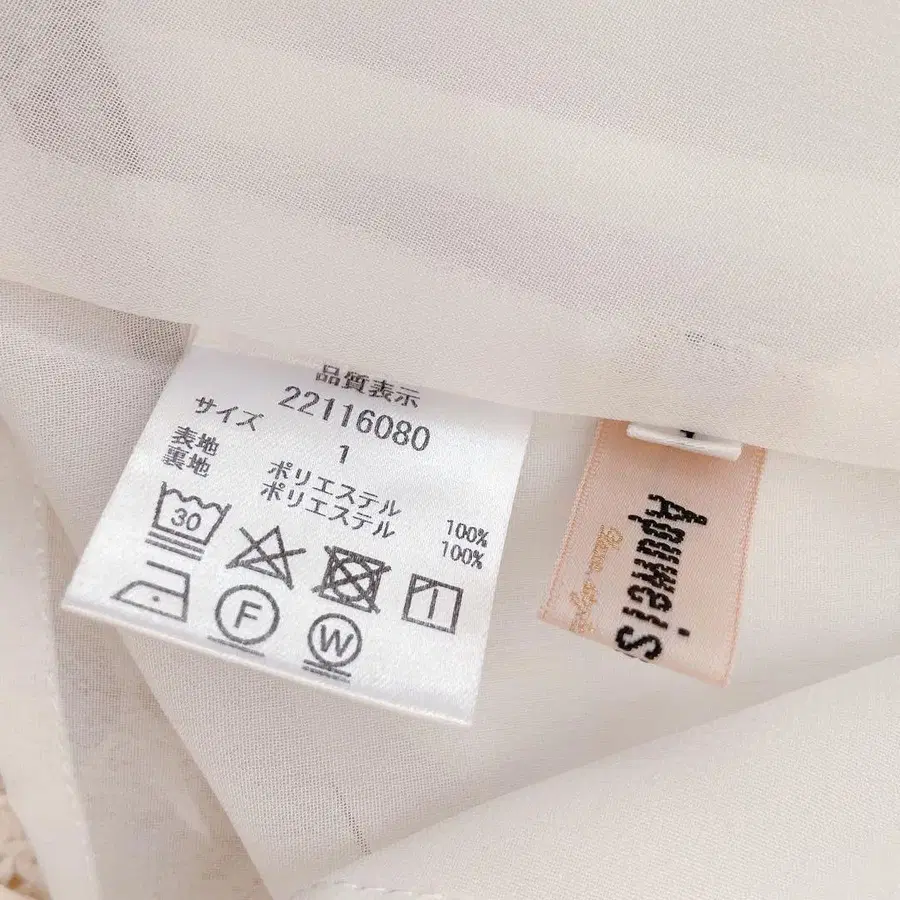 品質表示
22116080
サイズ 1
表地 ポリエステル 100%
裏地 ポリエステル 100%
30
F
W
Apuweiser